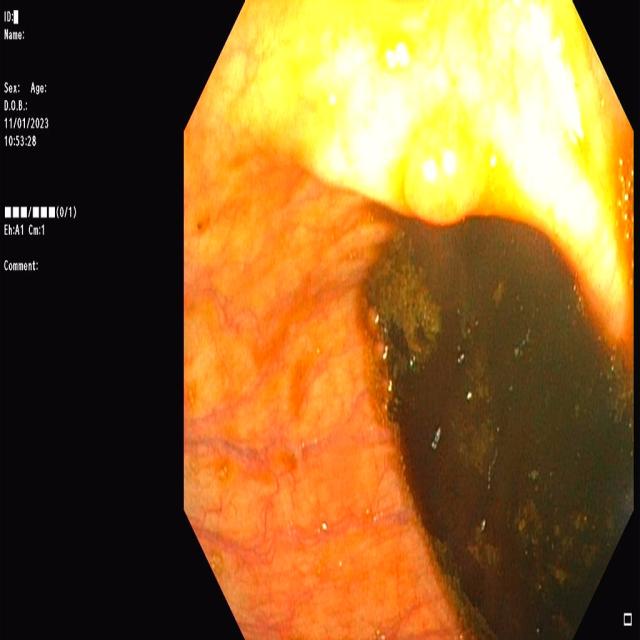 ID:
Name:
Sex: Age:
D.O.B.:
11/01/2023
10:53:28
■■■/■■■(0/1)
Eh:A1 Cm:1
Comment: